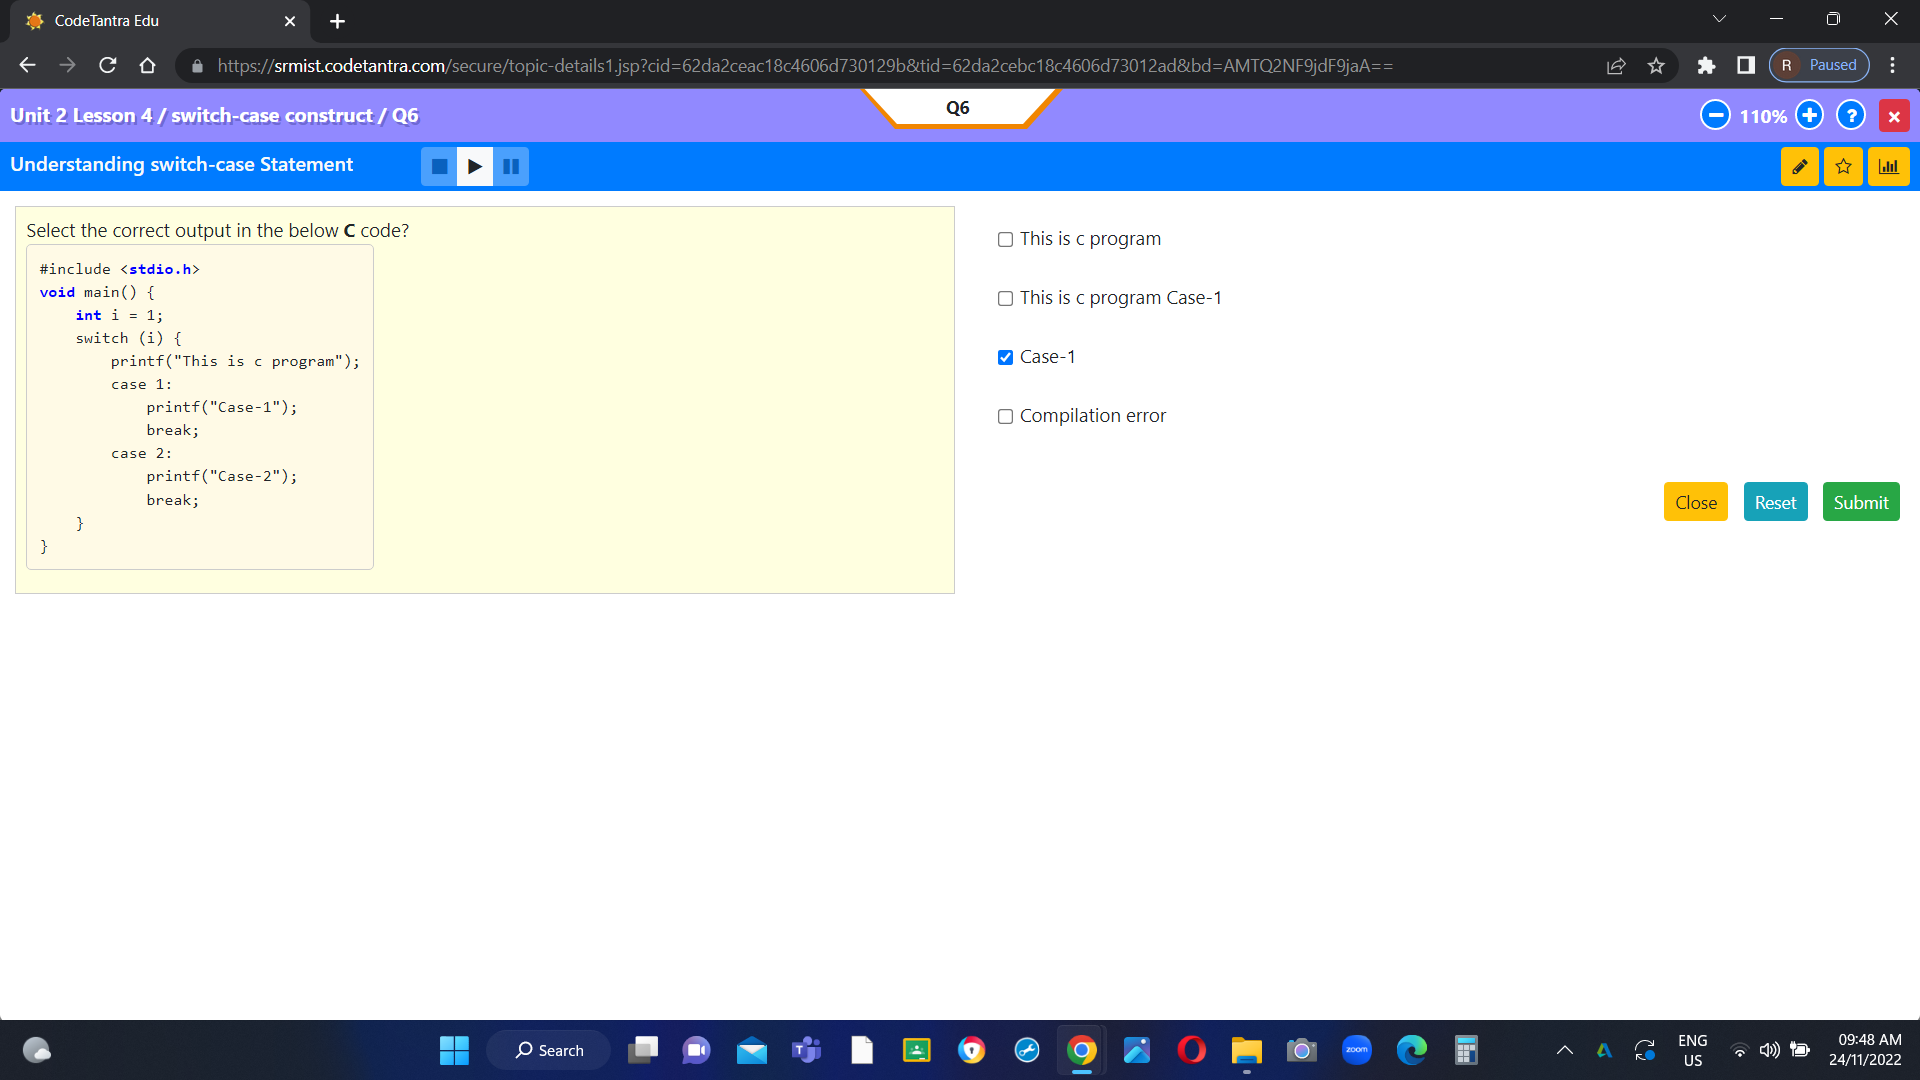 CodeTantra Edu
https://srmist.codetantra.com/secure/topic-details1.jsp?cid=62da2ceac18c4606d730129b&tid=62da2cebc18c4606d73012ad&bd=AMTQ2NF9jdF9jaA==
R Paused
Unit 2 Lesson 4 / switch-case construct / Q6
Q6
110%
?
Understanding switch-case Statement
Select the correct output in the below C code?
#include <stdio.h>
void main() {
    int i = 1;
    switch (i) {
        printf("This is c program");
        case 1:
            printf("Case-1");
            break;
        case 2:
            printf("Case-2");
            break;
    }
}
This is c program
This is c program Case-1
Case-1
Compilation error
Close
Reset
Submit
Search
zoom
ENG
US
09:48 AM
24/11/2022